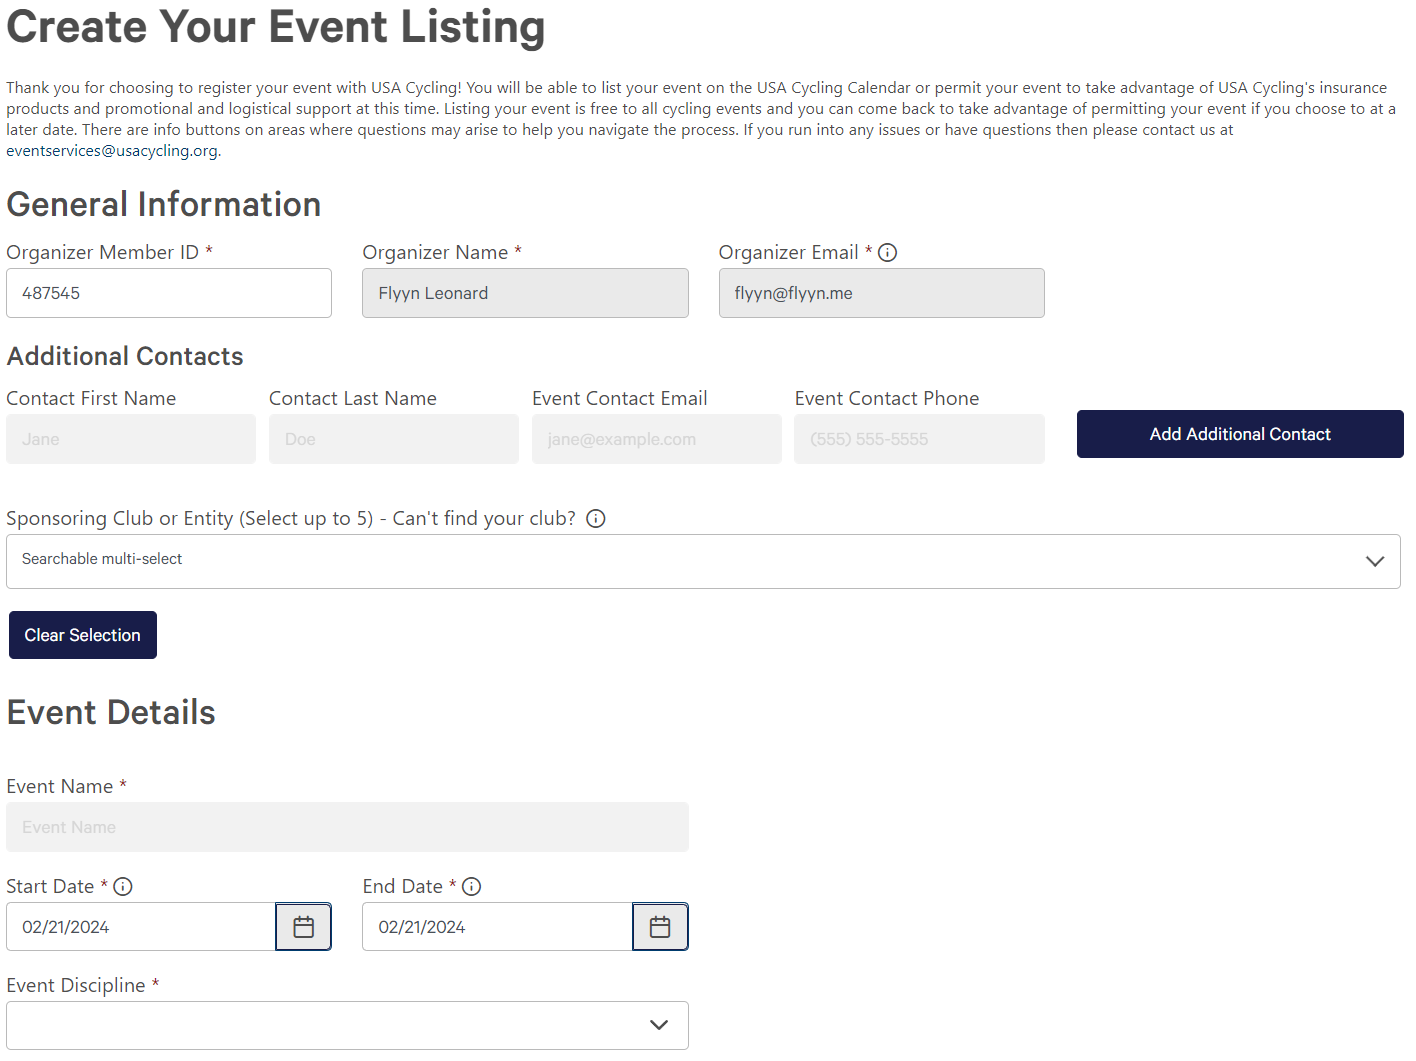 Create Your Event Listing
Thank you for choosing to register your event with USA Cycling! You will be able to list your event on the USA Cycling Calendar or permit your event to take advantage of USA Cycling's insurance
products and promotional and logistical support at this time. Listing your event is free to all cycling events and you can come back to take advantage of permitting your event if you choose to at a
later date. There are info buttons on areas where questions may arise to help you navigate the process. If you run into any issues or have questions then please contact us at
eventservices@usacycling.org.
General Information
Organizer Member ID * Organizer Name * Organizer Email *
487545 Flyyn Leonard flyyn@flyyn.me
Additional Contacts
Contact First Name Contact Last Name Event Contact Email Event Contact Phone
Jane Doe jane@example.com (555) 555-5555 Add Additional Contact
Sponsoring Club or Entity (Select up to 5) - Can't find your club?
Searchable multi-select
Clear Selection
Event Details
Event Name *
Event Name
Start Date * End Date *
02/21/2024 02/21/2024
Event Discipline *